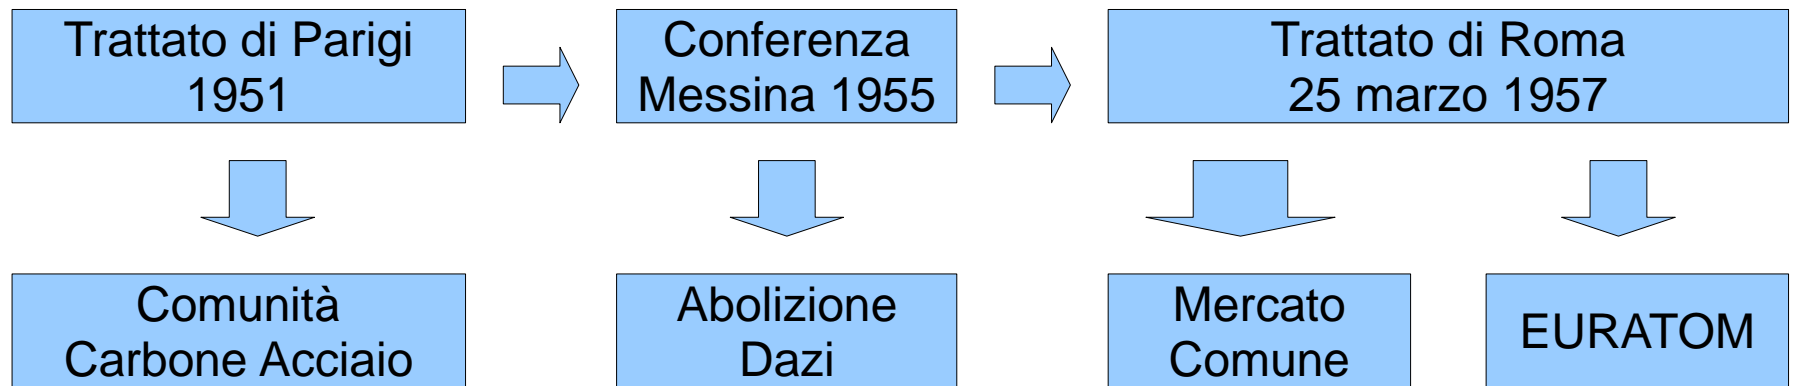 Trattato di Parigi
1951
Conferenza
Messina 1955
Trattato di Roma
25 marzo 1957
Comunità
Carbone Acciaio
Abolizione
Dazi
Mercato
Comune
EURATOM